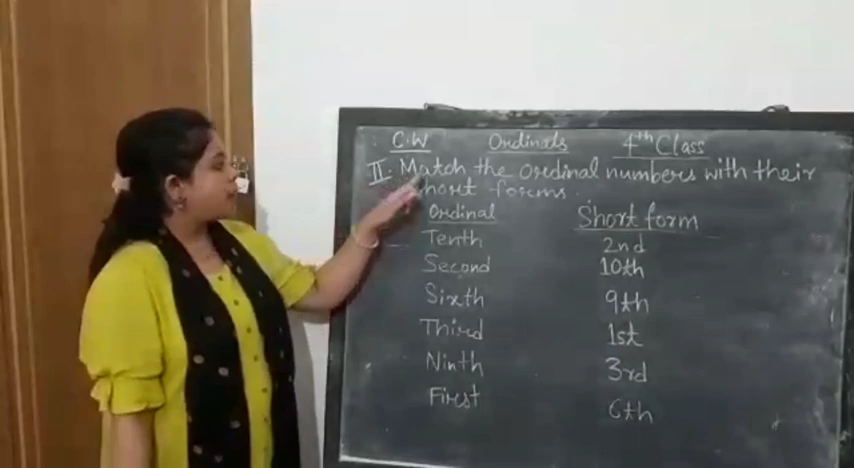 C.W Ordinals 4th Class
II. Match the Ordinal numbers with their
short forms.
Ordinal Short form
Tenth 2nd
Second 10th
Sixth 9th
Third 1st
Ninth 3rd
First 6th